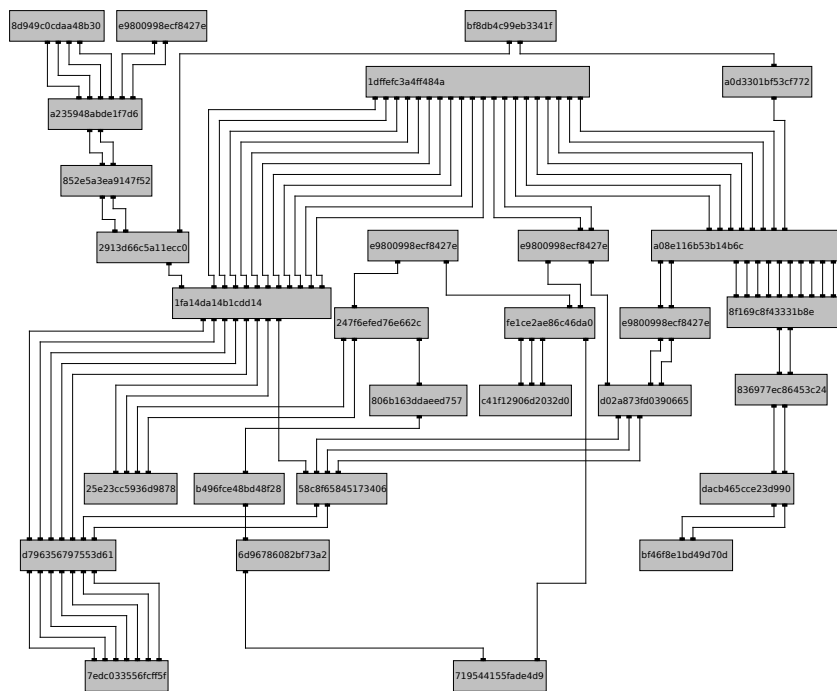 8d949c0cdaa48b30
e9800998ecf8427e
bf8db4c99eb3341f
1dffefc3a4ff484a
a0d3301bf53cf772
a235948abde1f7d6
852e5a3ea9147f52
2913d66c5a11ecc0
e9800998ecf8427e
e9800998ecf8427e
a08e116b53b14b6c
1fa14da14b1cdd14
247f6efed76e662c
fe1ce2ae86c46da0
e9800998ecf8427e
8f169c8f43331b8e
806b163ddaeed757
c41f12906d2032d0
d02a873fd0390665
836977ec86453c24
25e23cc5936d9878
b496fce48bd48f28
58c8f65845173406
dacb465cce23d990
d796356797553d61
6d96786082bf73a2
bf46f8e1bd49d70d
7edc033556fcff5f
719544155fade4d9